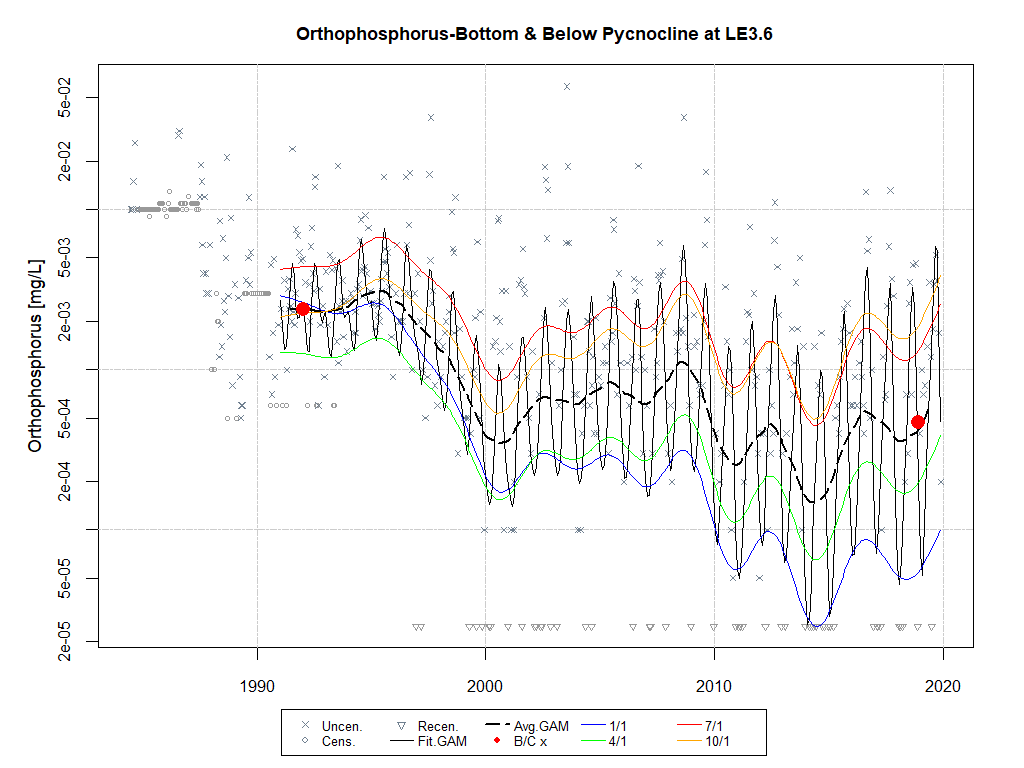 Orthophosphorus-Bottom & Below Pycnocline at LE3.6
Orthophosphorus [mg/L]
5e-02
2e-02
5e-03
2e-03
5e-04
2e-04
5e-05
2e-05
1990 2000 2010 2020
Uncen. Recen. Avg.GAM 1/1 7/1
Cens. Fit.GAM B/C x 4/1 10/1